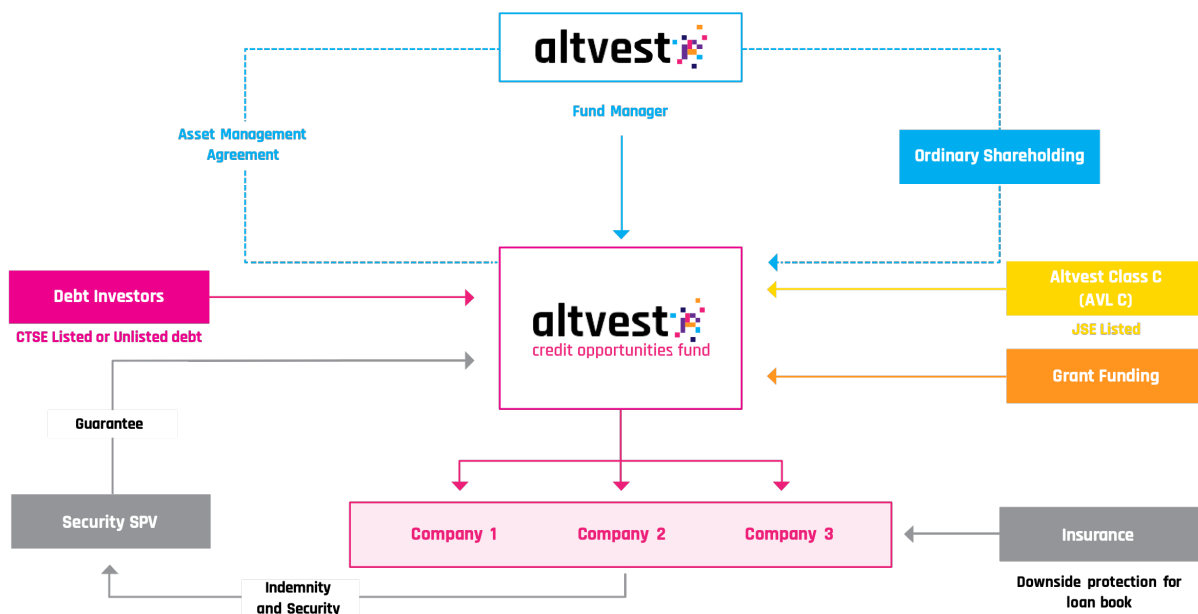 altvest
Fund Manager
Asset Management
Agreement
Ordinary Shareholding
Debt Investors
CTSE Listed or Unlisted debt
altvest
credit opportunities fund
Altvest Class C
(AVL C)
JSE Listed
Grant Funding
Guarantee
Security SPV
Company 1
Company 2
Company 3
Insurance
Downside protection for
loan book
Indemnity
and Security